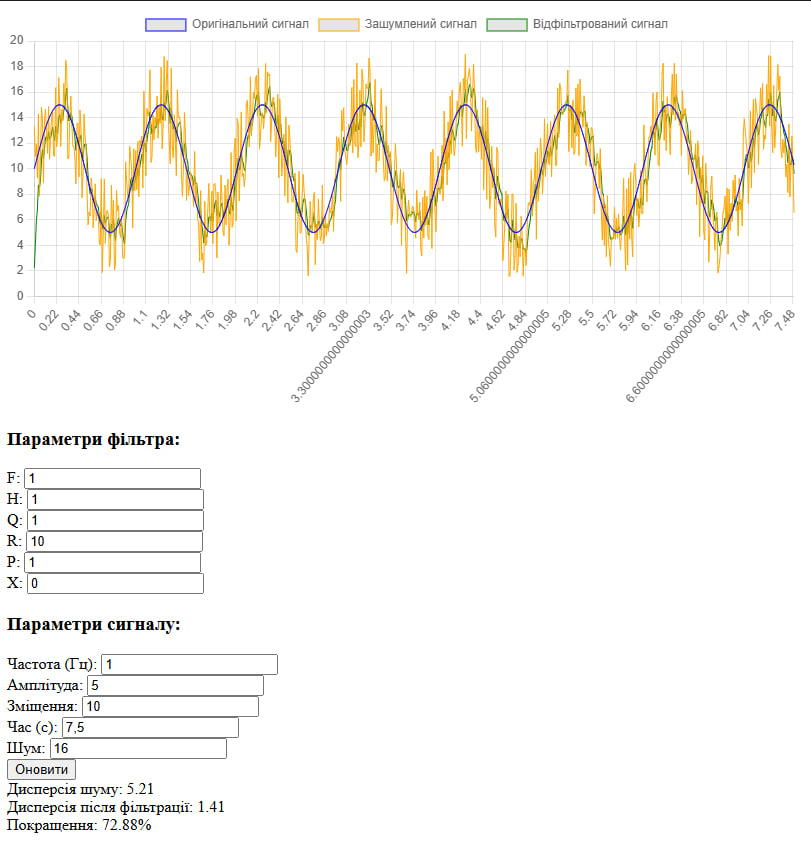 Оригінальний сигнал Зашумлений сигнал Відфільтрований сигнал
20
18
16
14
12
10
8
6
4
2
0
0 0.22 0.44 0.66 0.88 1.1 1.32 1.54 1.76 1.98 2.2 2.42 2.64 2.86 3.08 3.3000000000000003 3.52 3.74 3.96 4.18 4.4 4.62 4.84 5.0600000000000005 5.28 5.5 5.72 5.94 6.16 6.38 6.6000000000000005 6.82 7.04 7.26 7.48
Параметри фільтра:
F: 1
H: 1
Q: 1
R: 10
P: 1
X: 0
Параметри сигналу:
Частота (Гц): 1
Амплітуда: 5
Зміщення: 10
Час (с): 7,5
Шум: 16
Оновити
Дисперсія шуму: 5.21
Дисперсія після фільтрації: 1.41
Покращення: 72.88%